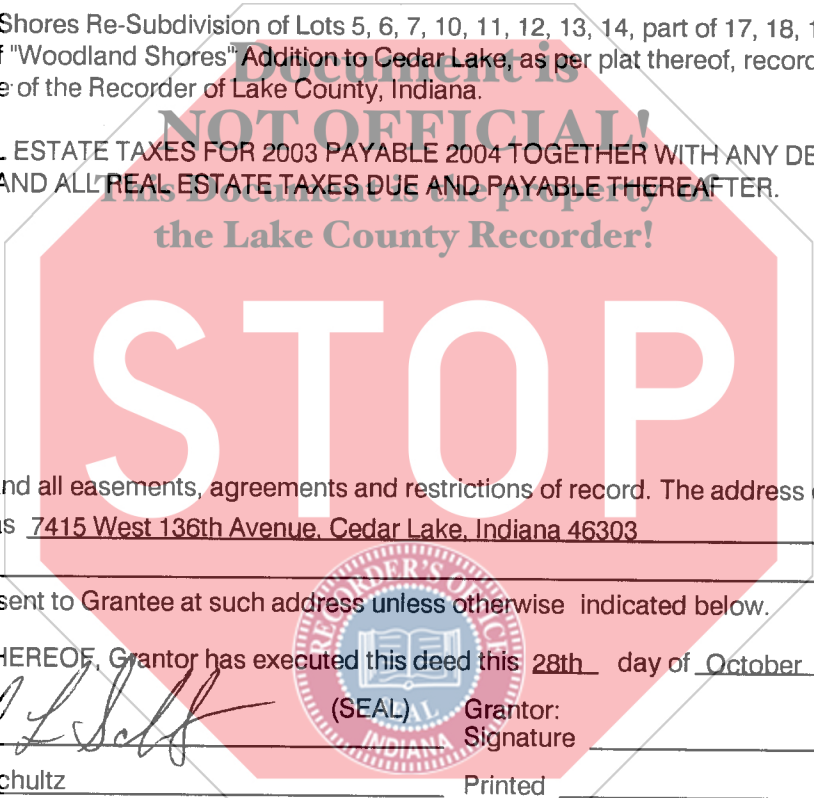 Shores Re-Subdivision of Lots 5, 6, 7, 10, 11, 12, 13, 14, part of 17, 18,
"Woodland Shores" Addition to Cedar Lake, as per plat thereof,
Document is
of the Recorder of Lake County, Indiana.
NOT OFFICIAL!
ESTATE TAXES FOR 2003 PAYABLE 2004 TOGETHER WITH ANY
AND ALL REAL ESTATE TAXES DUE AND PAYABLE THEREAFTER.
This Document is the property of
the Lake County Recorder!
STOP
and all easements, agreements and restrictions of record. The address
7415 West 136th Avenue, Cedar Lake, Indiana 46303
sent to Grantee at such address unless otherwise indicated below.
RECORDER'S OFFICE
HEREOF, Grantor has executed this deed this 28th day of October
(SEAL) Grantor:
SEAL
Signature
INDIANA
chultz Printed